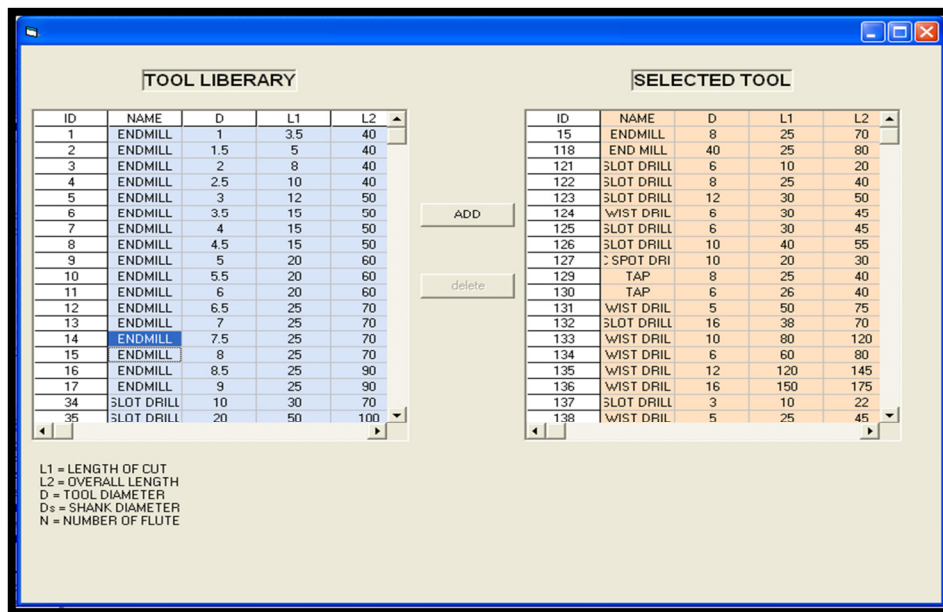 TOOL LIBERARY
ID NAME D L1 L2
1 ENDMILL 1 3.5 40
2 ENDMILL 1.5 5 40
3 ENDMILL 2 8 40
4 ENDMILL 2.5 10 40
5 ENDMILL 3 12 50
6 ENDMILL 3.5 15 50
7 ENDMILL 4 15 50
8 ENDMILL 4.5 15 50
9 ENDMILL 5 20 60
10 ENDMILL 5.5 20 60
11 ENDMILL 6 20 60
12 ENDMILL 6.5 25 70
13 ENDMILL 7 25 70
14 ENDMILL 7.5 25 70
15 ENDMILL 8 25 70
16 ENDMILL 8.5 25 90
17 ENDMILL 9 25 90
34 SLOT DRILL 10 30 70
35 SLOT DRILL 20 50 100
ADD
delete
SELECTED TOOL
ID NAME D L1 L2
15 ENDMILL 8 25 70
118 END MILL 40 25 80
121 SLOT DRILL 6 10 20
122 SLOT DRILL 8 25 40
123 SLOT DRILL 12 30 50
124 WIST DRIL 6 30 45
125 SLOT DRILL 6 30 45
126 SLOT DRILL 10 40 55
127 C SPOT DRI 10 20 30
129 TAP 8 25 40
130 TAP 6 26 40
131 WIST DRIL 5 50 75
132 SLOT DRILL 16 38 70
133 WIST DRIL 10 80 120
134 WIST DRIL 6 60 80
135 WIST DRIL 12 120 145
136 WIST DRIL 16 150 175
137 SLOT DRILL 3 10 22
138 WIST DRIL 5 25 45
L1 = LENGTH OF CUT
L2 = OVERALL LENGTH
D = TOOL DIAMETER
Ds = SHANK DIAMETER
N = NUMBER OF FLUTE